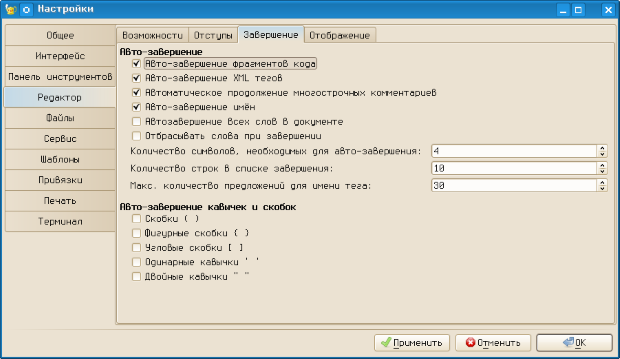 Настройки
Общее
Интерфейс
Панель инструментов
Редактор
Файлы
Сервис
Шаблоны
Привязки
Печать
Терминал
Возможности Отступы Завершение Отображение
Авто-завершение
Авто-завершение фрагментов кода
Авто-завершение XML тегов
Автоматическое продолжение многострочных комментариев
Авто-завершение имён
Автозавершение всех слов в документе
Отбрасывать слова при завершении
Количество символов, необходимых для авто-завершения: 4
Количество строк в списке завершения: 10
Макс. количество предложений для имени тега: 30
Авто-завершение кавычек и скобок
Скобки ( )
Фигурные скобки { }
Угловые скобки [ ]
Одинарные кавычки ' '
Двойные кавычки " "
Применить Отменить OK